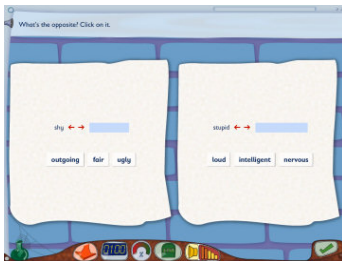 What's the opposite? Click on it.
shy
outgoing fair ugly
stupid
loud intelligent nervous